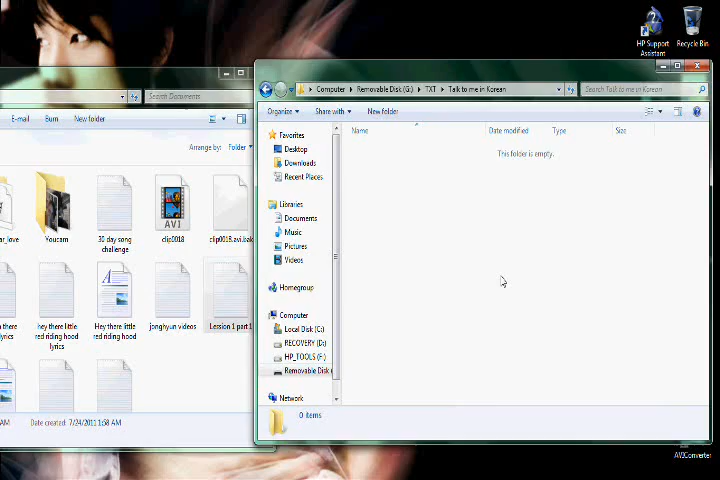 HP Support
Assistant
Recycle Bin
Search Documents
E-mail
Burn
New folder
Arrange by:
Folder
Youcam
30 day song
challenge
AVI
clip0018
clip0018.avi.bak
hey there little
red riding hood
lyrics
Hey there little
red riding hood
jonghyun videos
Lession 1 part 1
Date created: 7/24/2011 1:58 AM
Computer
Removable Disk (G:)
TXT
Talk to me in Korean
Search Talk to me in Korean
Organize
Share with
New folder
Name
Date modified
Type
Size
This folder is empty.
Favorites
Desktop
Downloads
Recent Places
Libraries
Documents
Music
Pictures
Videos
Homegroup
Computer
Local Disk (C:)
RECOVERY (D:)
HP_TOOLS (F:)
Removable Disk
Network
0 items
AVIConverter